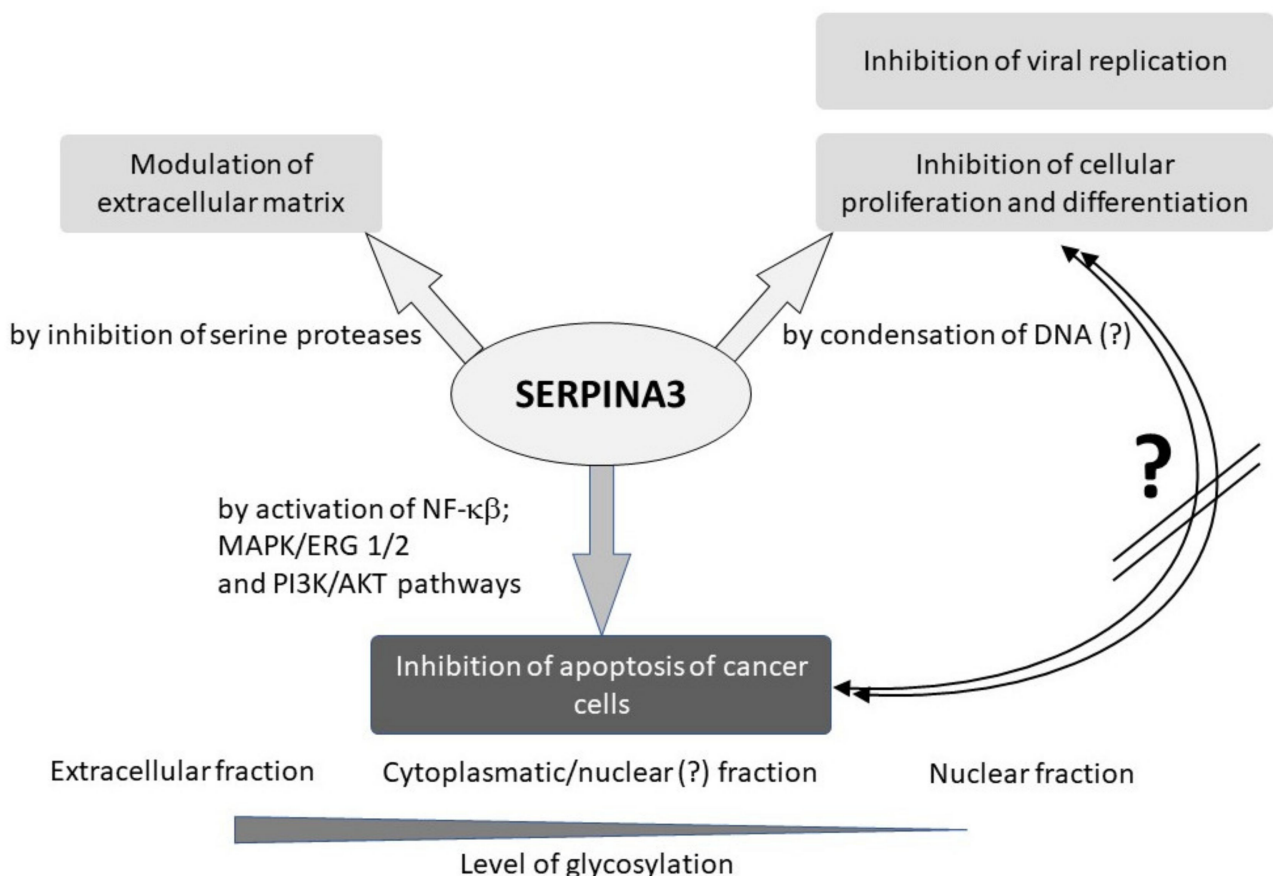 Inhibition of viral replication
Modulation of
extracellular matrix
Inhibition of cellular
proliferation and differentiation
by inhibition of serine proteases
by condensation of DNA (?)
SERPINA3
?
by activation of NF-κβ;
MAPK/ERG 1/2
and PI3K/AKT pathways
Inhibition of apoptosis of cancer
cells
Extracellular fraction
Cytoplasmatic/nuclear (?) fraction
Nuclear fraction
Level of glycosylation